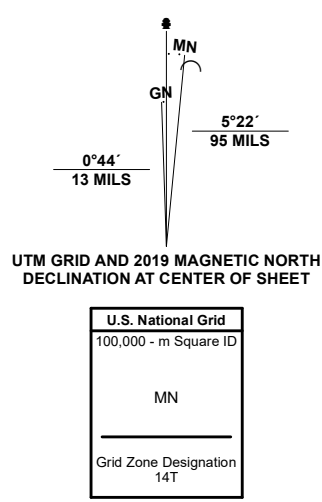 MN
GN
5°22´
95 MILS
0°44´
13 MILS
UTM GRID AND 2019 MAGNETIC NORTH
DECLINATION AT CENTER OF SHEET
U.S. National Grid
100,000 - m Square ID
MN
Grid Zone Designation
14T